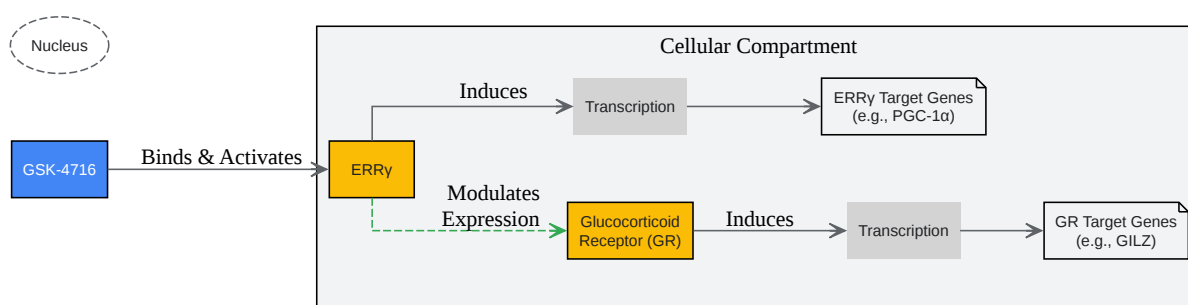 Nucleus
Cellular Compartment
Induces
Transcription
ERRγ Target Genes
(e.g., PGC-1α)
GSK-4716
Binds & Activates
ERRγ
Modulates
Expression
Glucocorticoid
Receptor (GR)
Induces
Transcription
GR Target Genes
(e.g., GILZ)